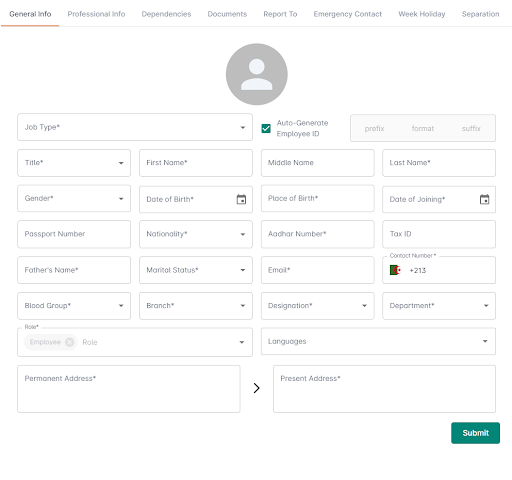 General Info Professional Info Dependencies Documents Report To Emergency Contact Week Holiday Separation
Job Type* Auto-Generate Employee ID prefix format suffix
Title* First Name* Middle Name Last Name*
Gender* Date of Birth* Place of Birth* Date of Joining*
Passport Number Nationality* Aadhar Number* Tax ID
Contact Number*
Father's Name* Marital Status* Email* +213
Blood Group* Branch* Designation* Department*
Role*
Employee Role Languages
Permanent Address* Present Address*
Submit